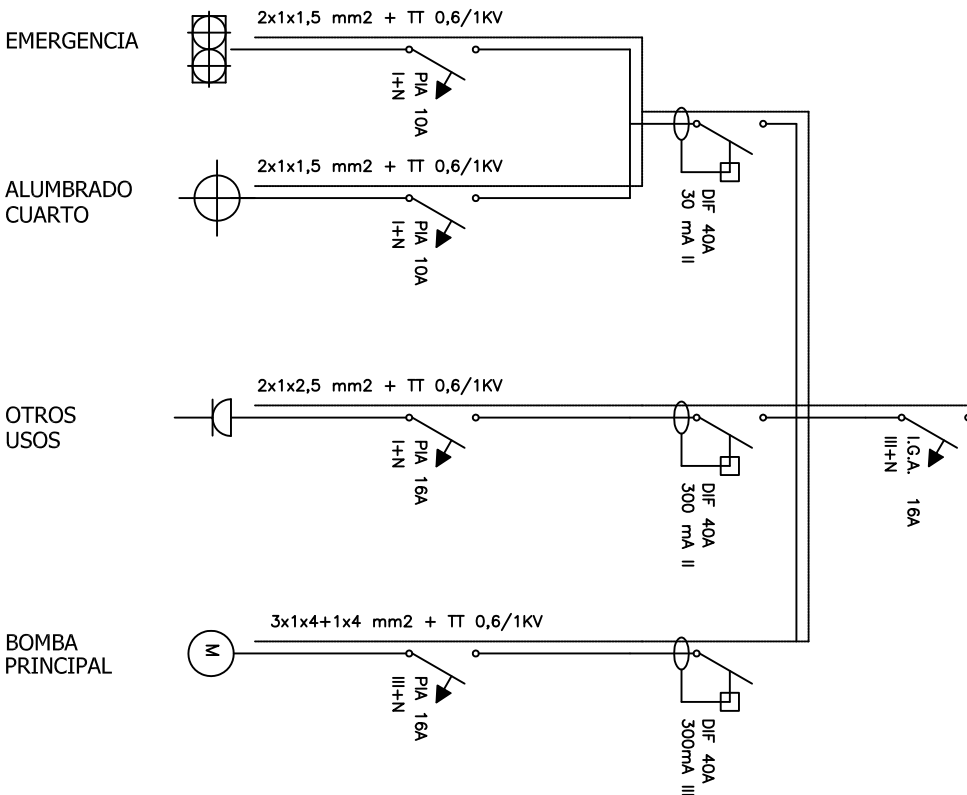 EMERGENCIA
2x1x1,5 mm2 + TT 0,6/1KV
PIA 10A
I+N
ALUMBRADO
CUARTO
2x1x1,5 mm2 + TT 0,6/1KV
PIA 10A
I+N
DIF 40A
30 mA II
OTROS
USOS
2x1x2,5 mm2 + TT 0,6/1KV
PIA 16A
I+N
DIF 40A
300 mA II
I.G.A. 16A
III+N
BOMBA
PRINCIPAL
M
3x1x4+1x4 mm2 + TT 0,6/1KV
PIA 16A
III+N
DIF 40A
300mA III